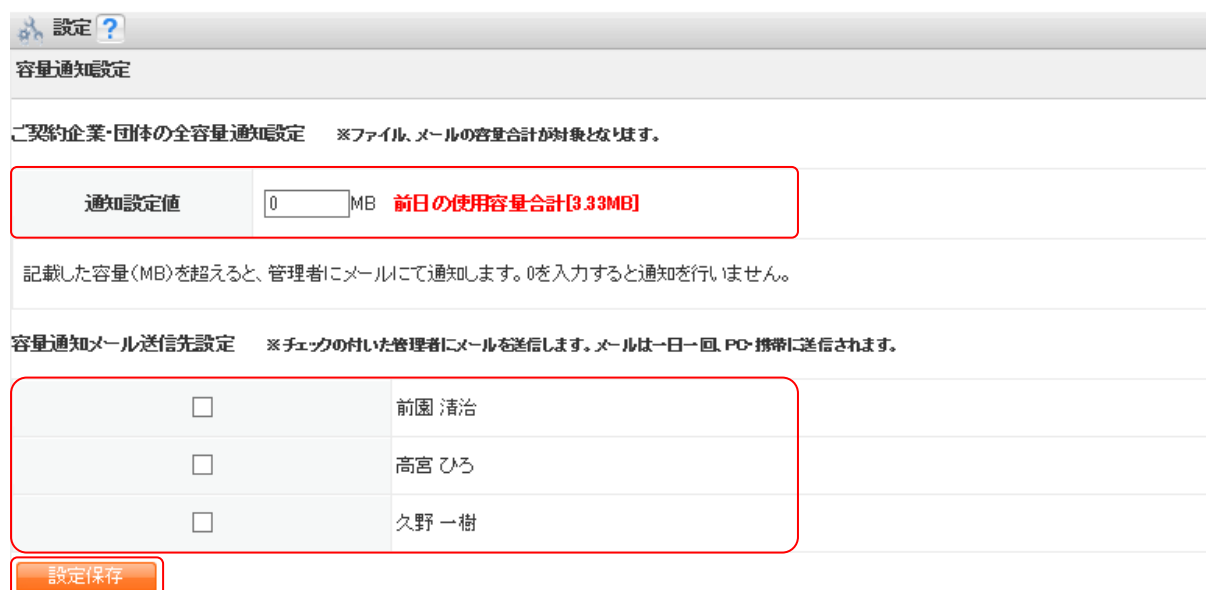 設定 ?
容量通知設定
ご契約企業・団体の全容量通知設定 ※ファイル、メールの容量合計が対象となります。
通知設定値 0 MB 前日の使用容量合計[3.33MB]
記載した容量(MB)を超えると、管理者にメールにて通知します。0を入力すると通知を行いません。
容量通知メール送信先設定 ※チェックの付いた管理者にメールを送信します。メールは一日一回、PC・携帯に送信されます。
前園 清治
高宮 ひろ
久野 一樹
設定保存